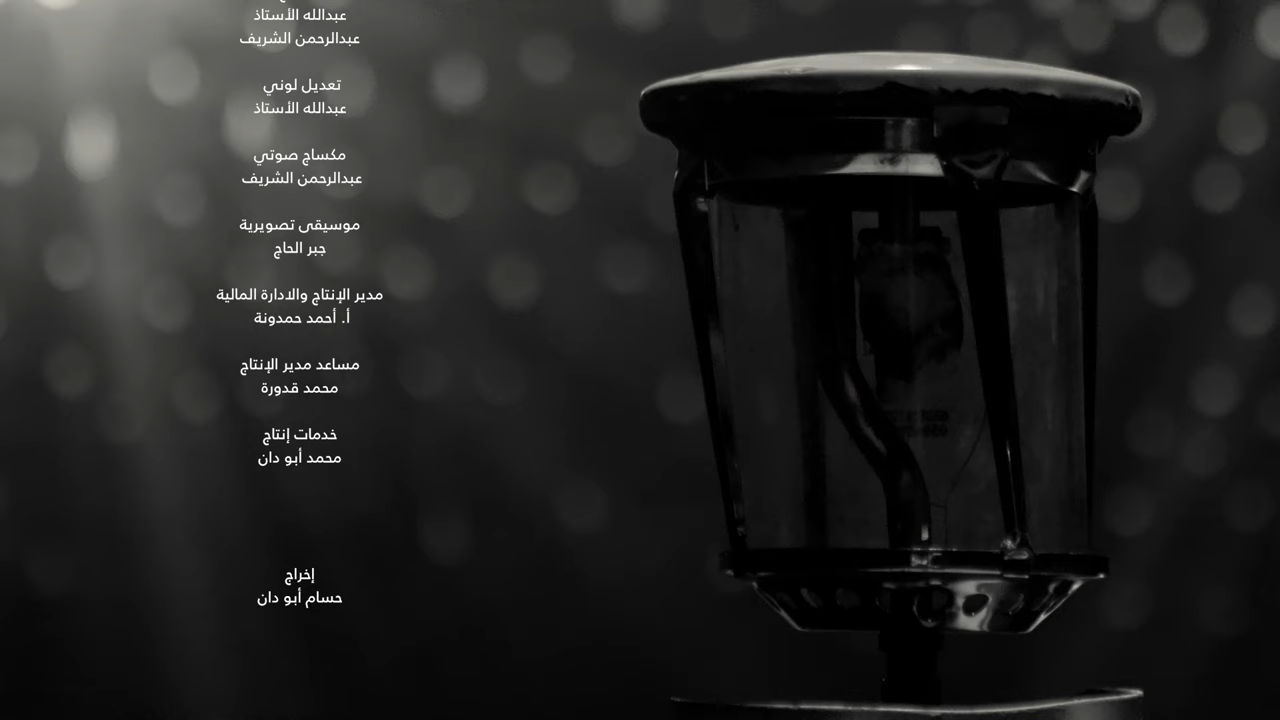 عبدالله الأستاذ
عبدالرحمن الشريف
تعديل لوني
عبدالله الأستاذ
مكساج صوتي
عبدالرحمن الشريف
موسيقى تصويرية
جبر الحاج
مدير الإنتاج والادارة المالية
أ. أحمد حمدونة
مساعد مدير الإنتاج
محمد قدورة
خدمات إنتاج
محمد أبو دان
إخراج
حسام أبو دان